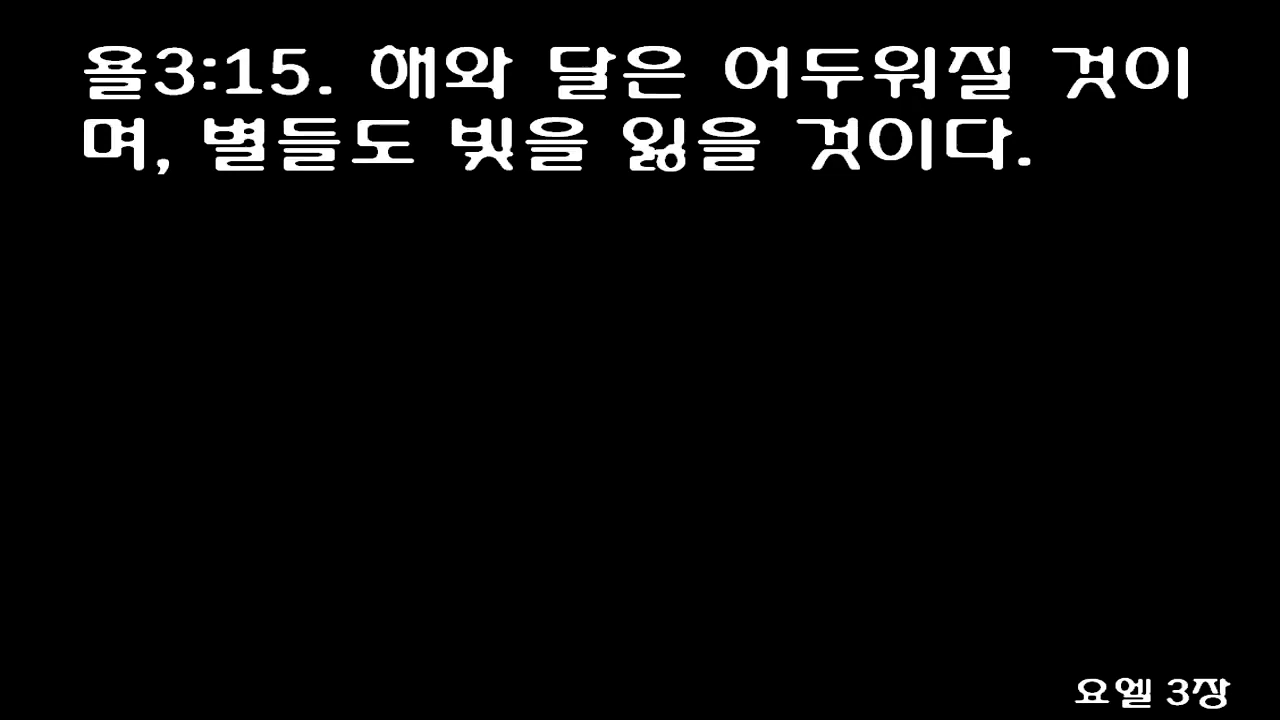 욜3:15. 해와 달은 어두워질 것이
며, 별들도 빛을 잃을 것이다.
요엘 3장